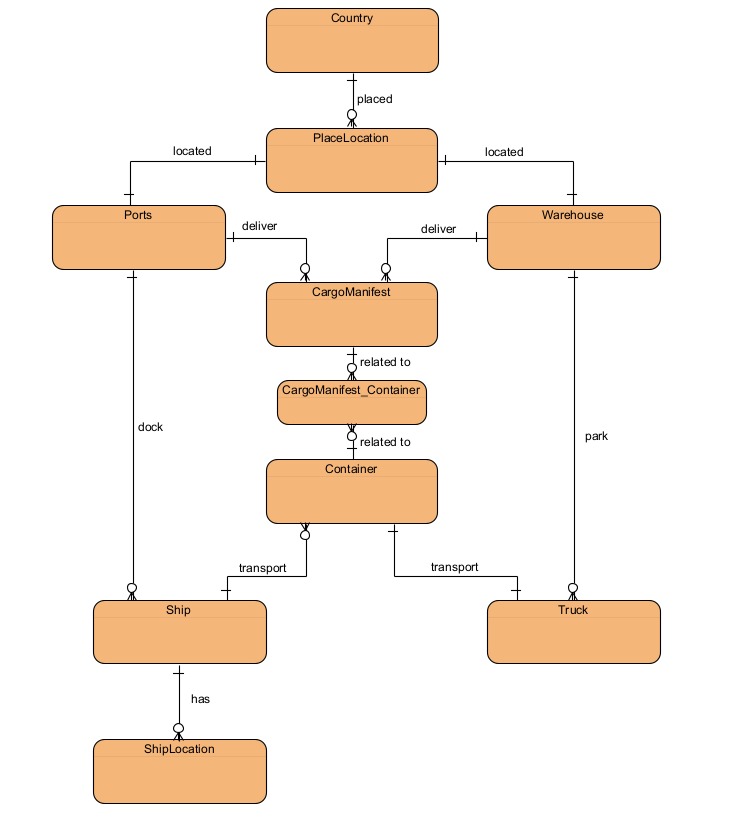 Country
placed
PlaceLocation
located
located
Ports
Warehouse
deliver
deliver
CargoManifest
related to
CargoManifest_Container
dock
park
related to
Container
transport
transport
Ship
Truck
has
ShipLocation